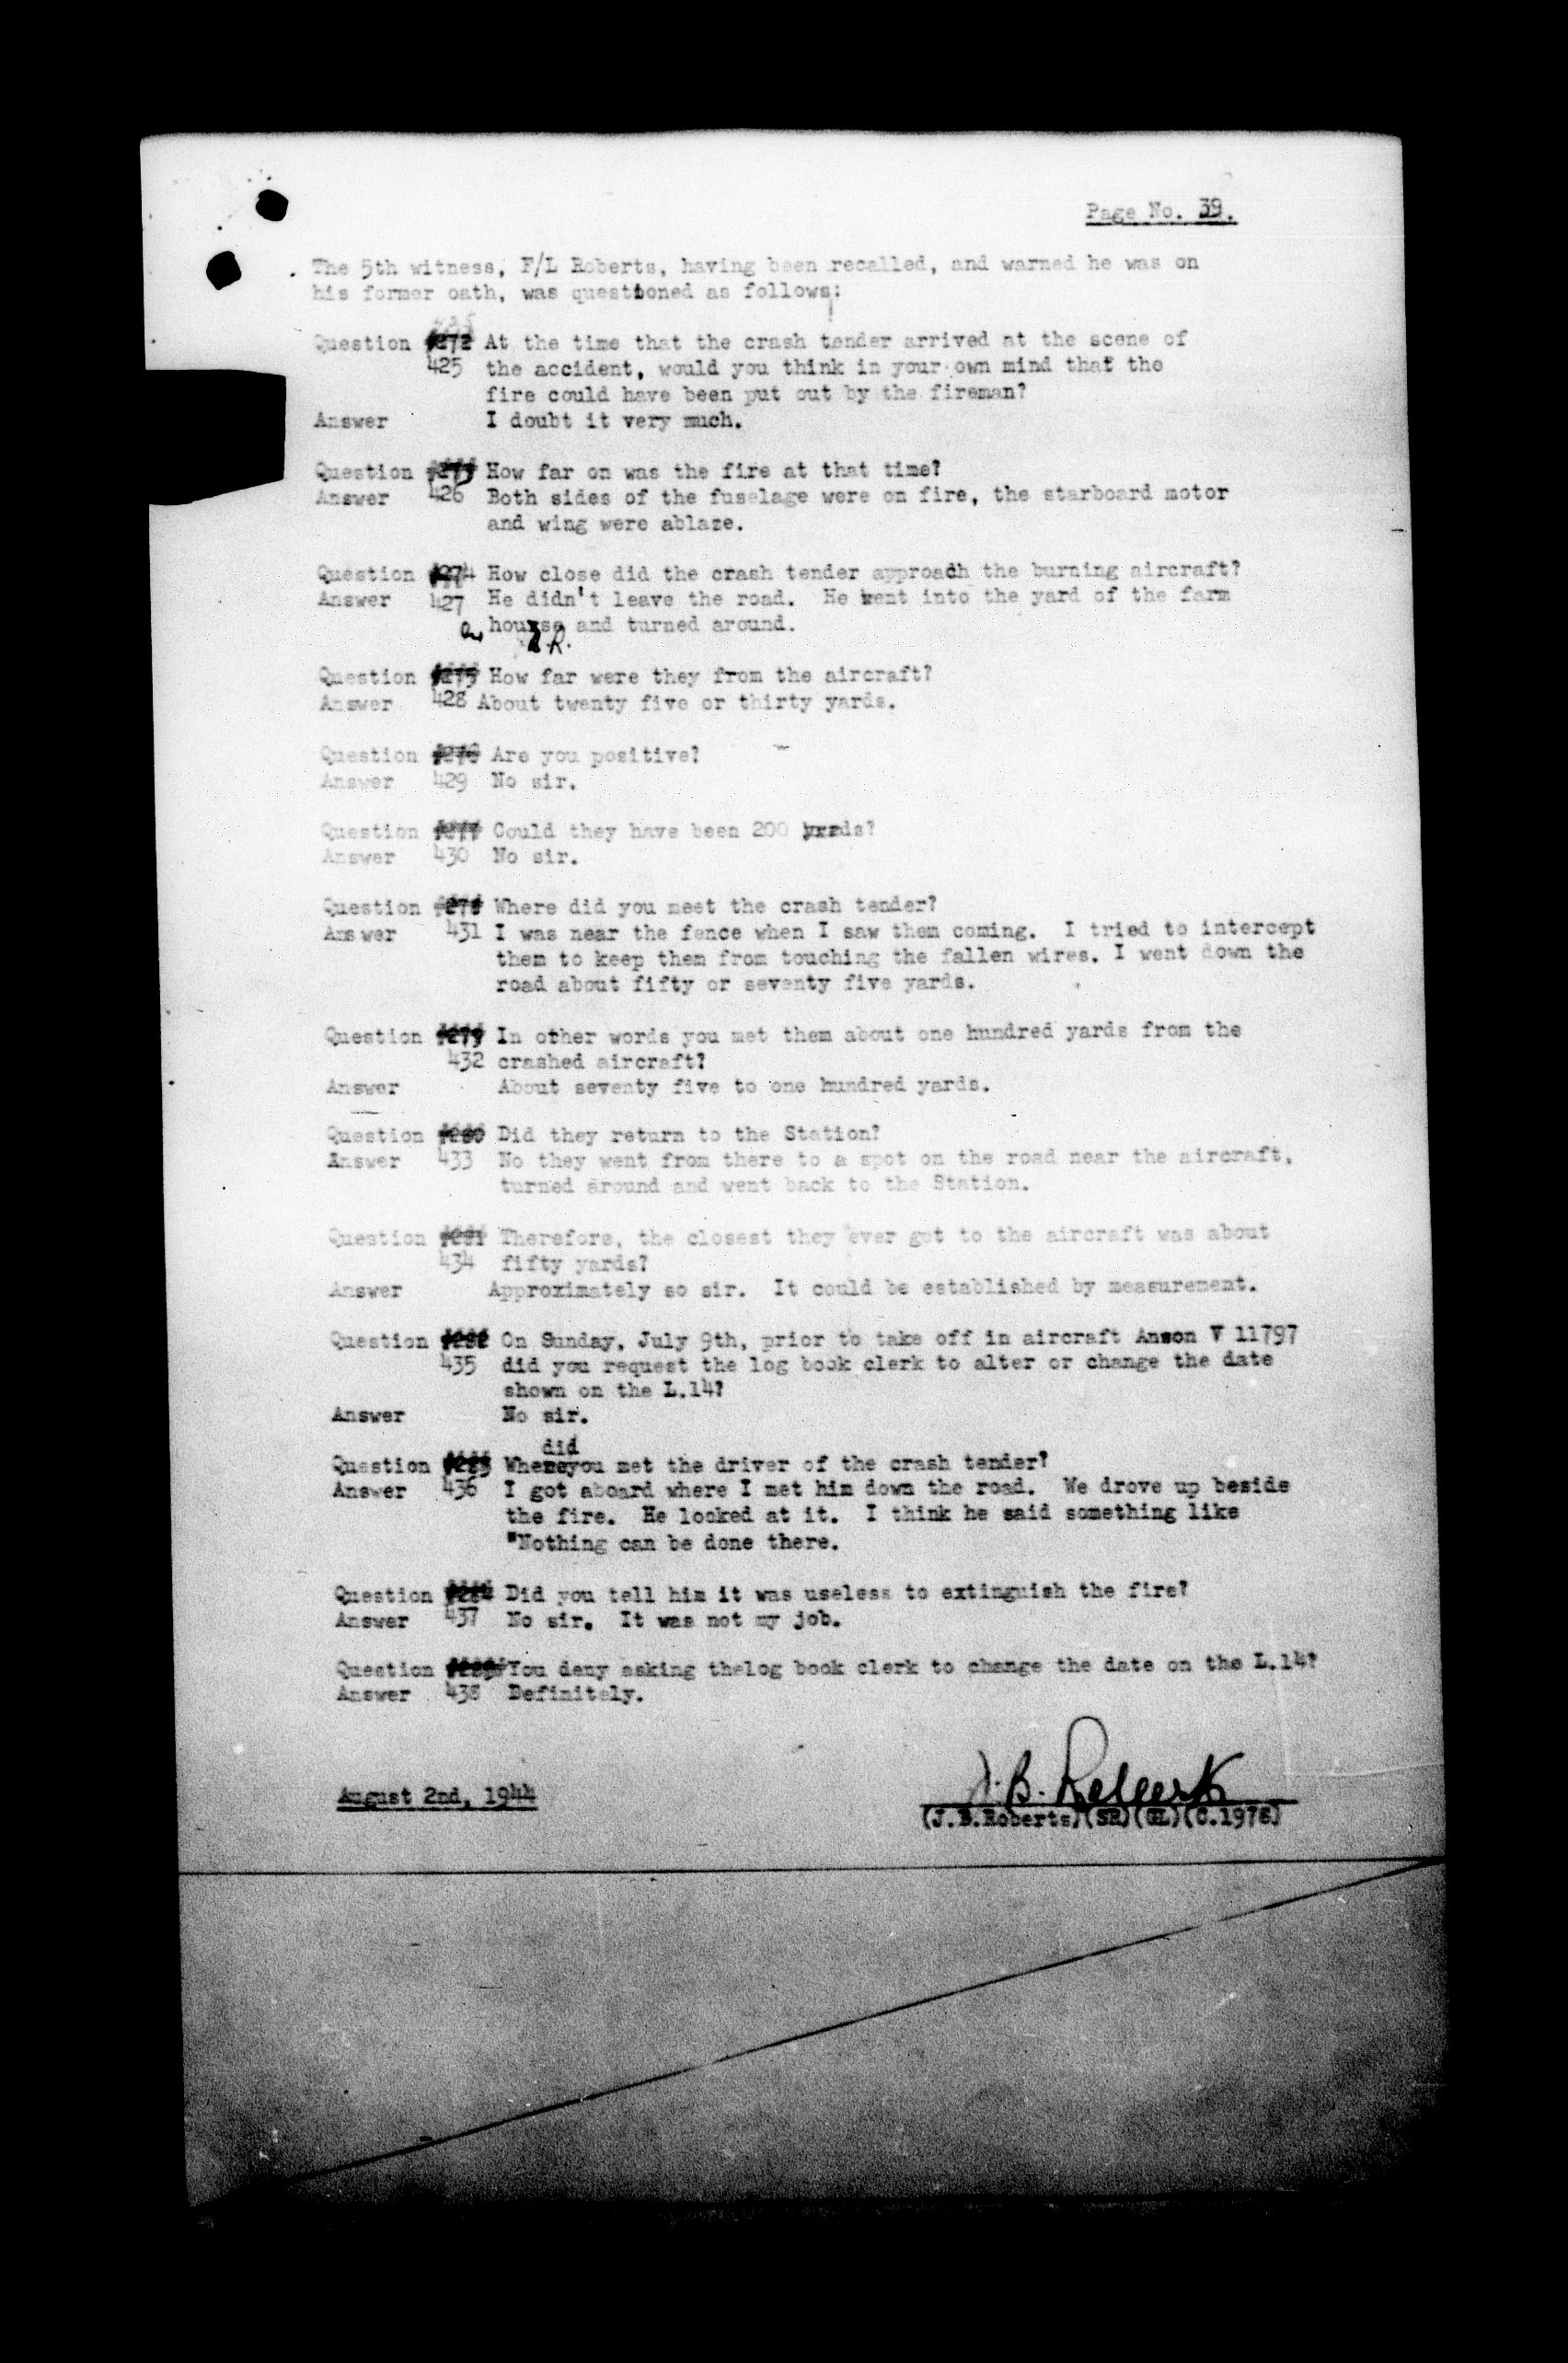 Page No. 39.
The 5th witness, F/L Roberts, having been recalled, and warned he was on
his former oath, was questioned as follows:
Question At the time that the crash tender arrived at the scene of
425 the accident, would you think in your own mind that the
fire could have been put out by the fireman?
Answer I doubt it very much.
Question How far on was the fire at that time?
Answer 426 Both sides of the fuselage were on fire, the starboard motor
and wing were ablaze.
Question How close did the crash tender approach the burning aircraft?
Answer 427 He didn't leave the road. He went into the yard of the farm
house and turned around.
Question How far were they from the aircraft?
Answer 428 About twenty five or thirty yards.
Question Are you positive?
Answer 429 No sir.
Question Could they have been 200 yards?
Answer 430 No sir.
Question Where did you meet the crash tender?
Answer 431 I was near the fence when I saw them coming. I tried to intercept
them to keep them from touching the fallen wires. I went down the
road about fifty or seventy five yards.
Question In other words you met them about one hundred yards from the
432 crashed aircraft?
Answer About seventy five to one hundred yards.
Question Did they return to the Station?
Answer 433 No they went from there to a spot on the road near the aircraft,
turned around and went back to the Station.
Question Therefore, the closest they ever got to the aircraft was about
434 fifty yards?
Answer Approximately so sir. It could be established by measurement.
Question On Sunday, July 9th, prior to take off in aircraft Anson V 11797
435 did you request the log book clerk to alter or change the date
shown on the L.14?
Answer No sir.
did
Question Whereyou met the driver of the crash tender?
Answer 436 I got aboard where I met him down the road. We drove up beside
the fire. He looked at it. I think he said something like
"Nothing can be done there.
Question Did you tell him it was useless to extinguish the fire?
Answer 437 No sir. It was not my job.
Question You deny asking thelog book clerk to change the date on the L.14?
Answer 438 Definitely.
J.B. Roberts
August 2nd, 1944
(J.B.Roberts)(SR)(FL)(C.1978)